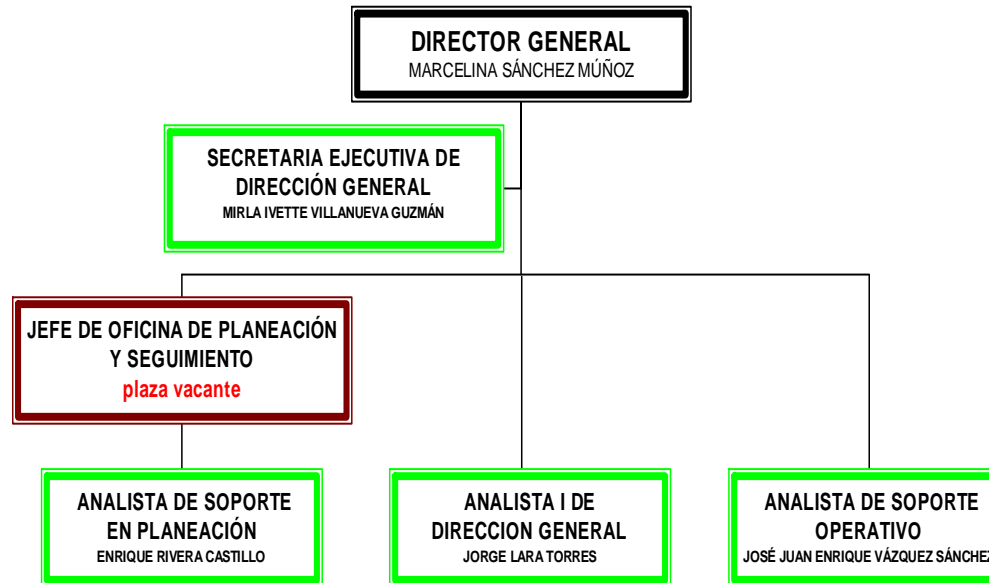 DIRECTOR GENERAL
MARCELINA SÁNCHEZ MÚÑOZ
SECRETARIA EJECUTIVA DE
DIRECCIÓN GENERAL
MIRLA IVETTE VILLANUEVA GUZMÁN
JEFE DE OFICINA DE PLANEACIÓN
Y SEGUIMIENTO
plaza vacante
ANALISTA DE SOPORTE
EN PLANEACIÓN
ENRIQUE RIVERA CASTILLO
ANALISTA I DE
DIRECCION GENERAL
JORGE LARA TORRES
ANALISTA DE SOPORTE
OPERATIVO
JOSÉ JUAN ENRIQUE VÁZQUEZ SÁNCHEZ